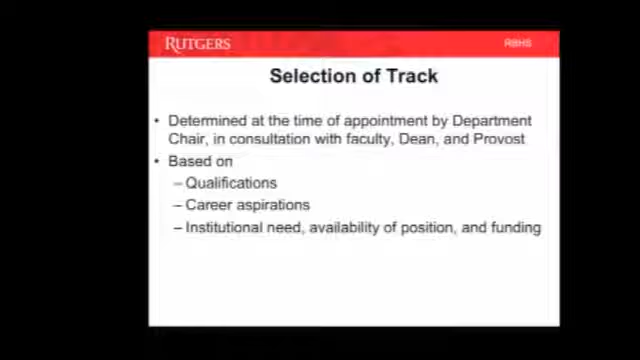 RUTGERS
RBHS
Selection of Track
• Determined at the time of appointment by Department
Chair, in consultation with faculty, Dean, and Provost
• Based on
– Qualifications
– Career aspirations
– Institutional need, availability of position, and funding